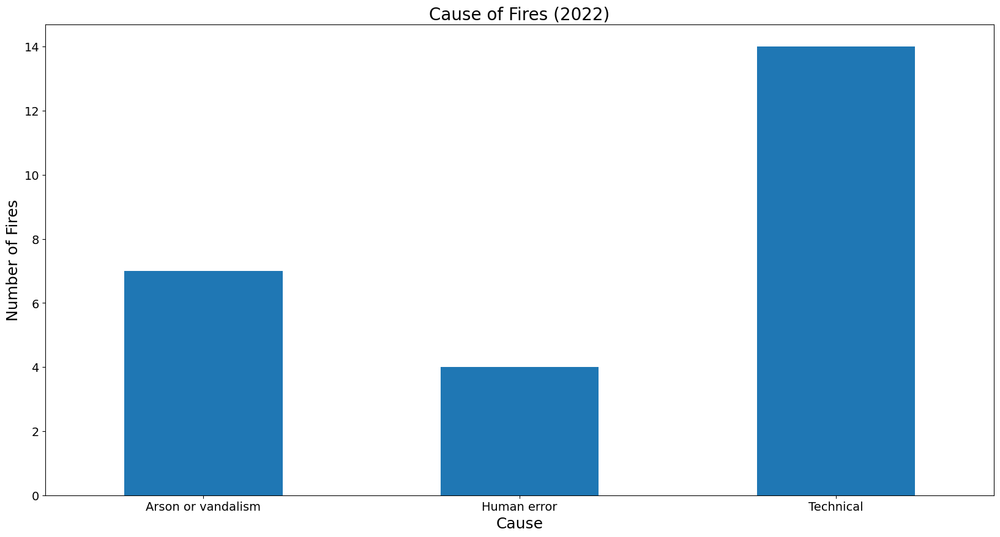 Cause of Fires (2022)
Number of Fires
14
12
10
8
6
4
2
0
Arson or vandalism
Human error
Technical
Cause